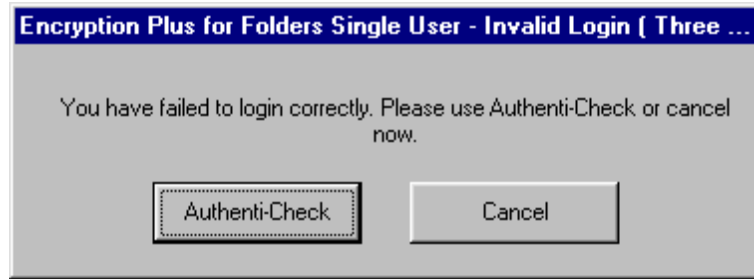 Encryption Plus for Folders Single User - Invalid Login ( Three ...
You have failed to login correctly. Please use Authenti-Check or cancel
now.
Authenti-Check
Cancel